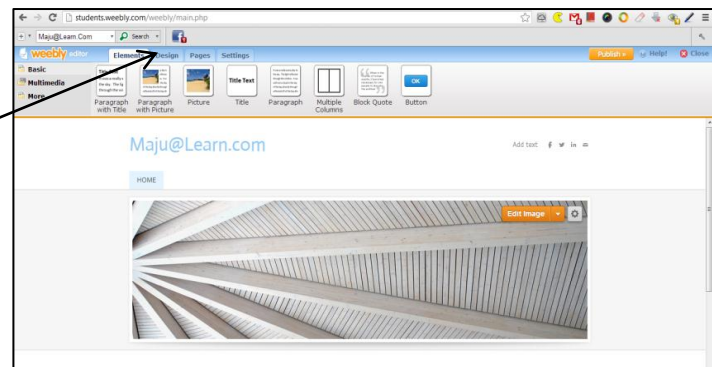 students.weebly.com/weebly/main.php
Maju@Learn.Com Search
weebly editor Elements Design Pages Settings Publish » Help! Close
Basic
Multimedia
More
Title Text
OK
Paragraph with Title
Paragraph with Picture
Picture
Title
Paragraph
Multiple Columns
Block Quote
Button
Maju@Learn.com
Add text f in
HOME
Edit Image